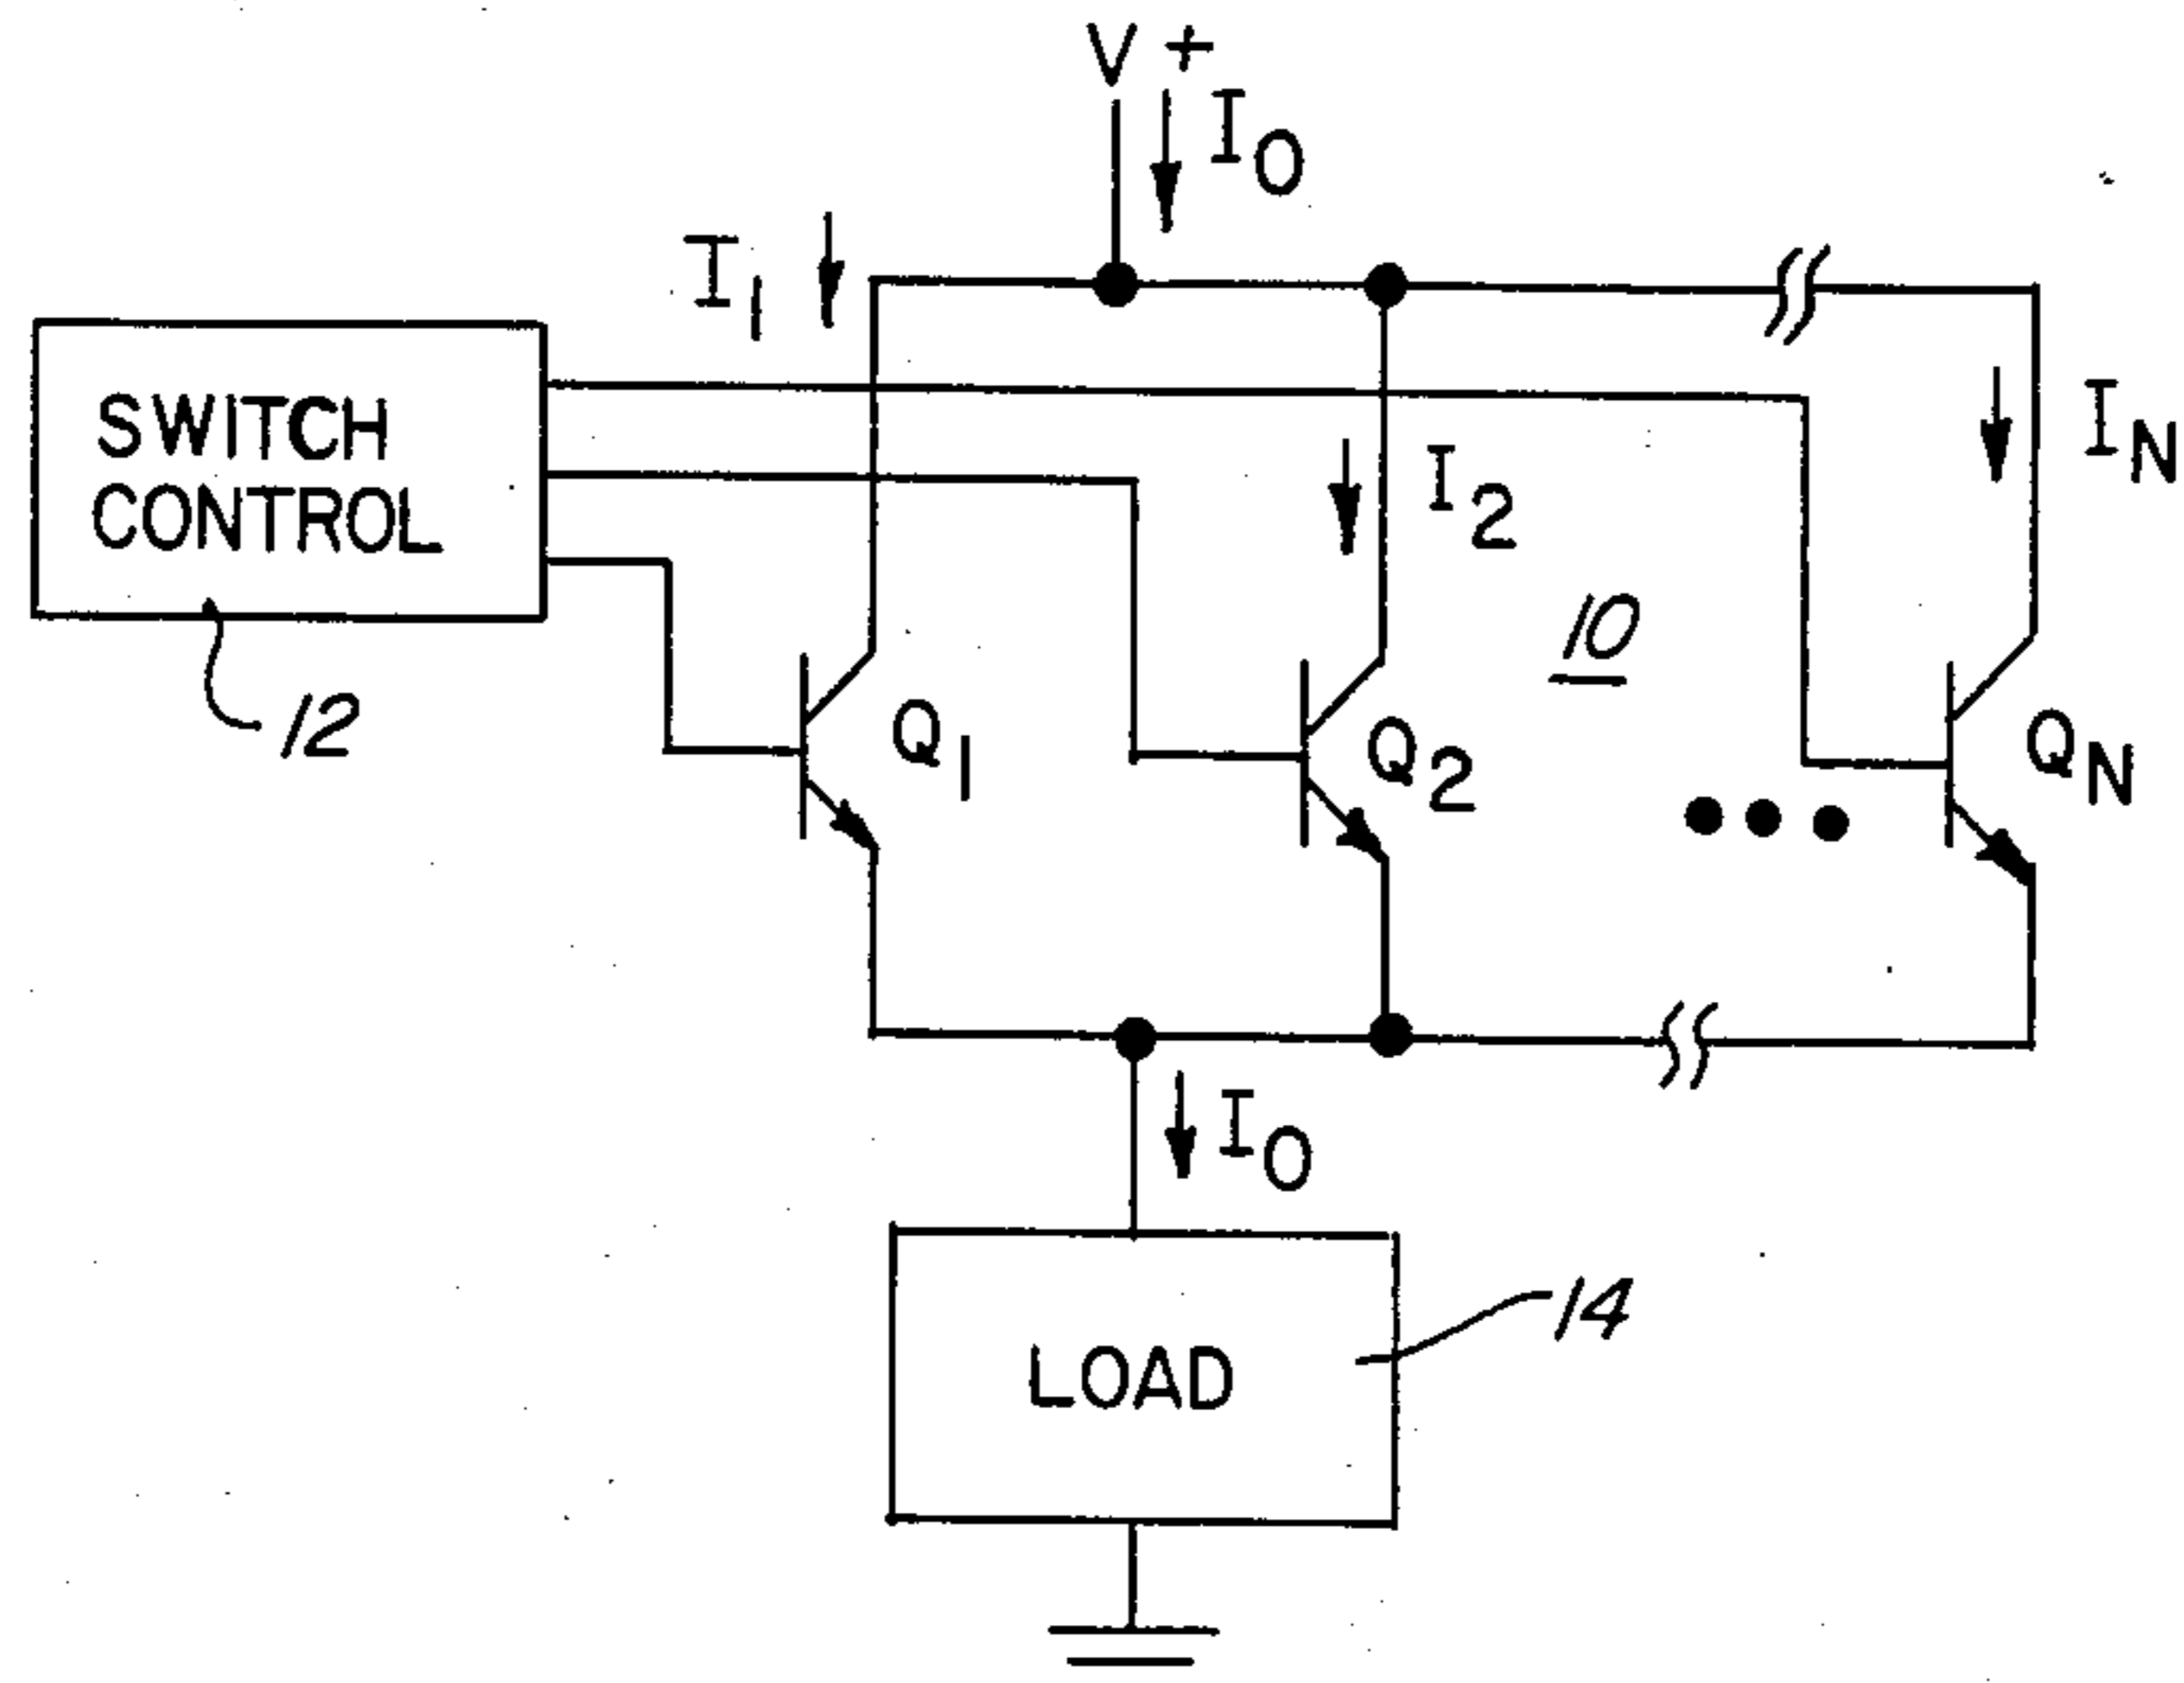 V +
I0
I1
SWITCH
CONTROL
I2
IN
10
12
Q1
Q2
QN
I0
14
LOAD